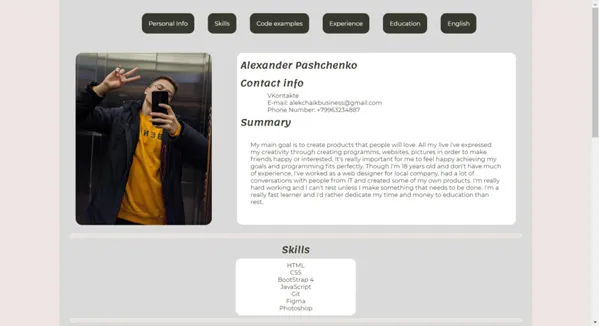 Personal Info
Skills
Code examples
Experience
Education
English
Alexander Pashchenko
Contact info
VKontakte
E-mail: alekchaikbusiness@gmail.com
Phone Number: +79963234887
Summary
My main goal is to create products that people will love. All my live I've expressed
my creativity through creating programms, websites, pictures in order to make
friends happy or interested. It's really important for me to feel happy achieving my
goals and programming fits perfectly. Though I'm 18 years old and don't have much
of experience, I've worked as a web designer for local company, had a lot of
conversations with people from IT and created some of my own products. I'm really
hard working and I can't rest unless I make something that needs to be done. I'm a
really fast learner and I'd rather dedicate my time and money to education than
rest.
Skills
HTML
CSS
BootStrap 4
JavaScript
Git
Figma
Photoshop